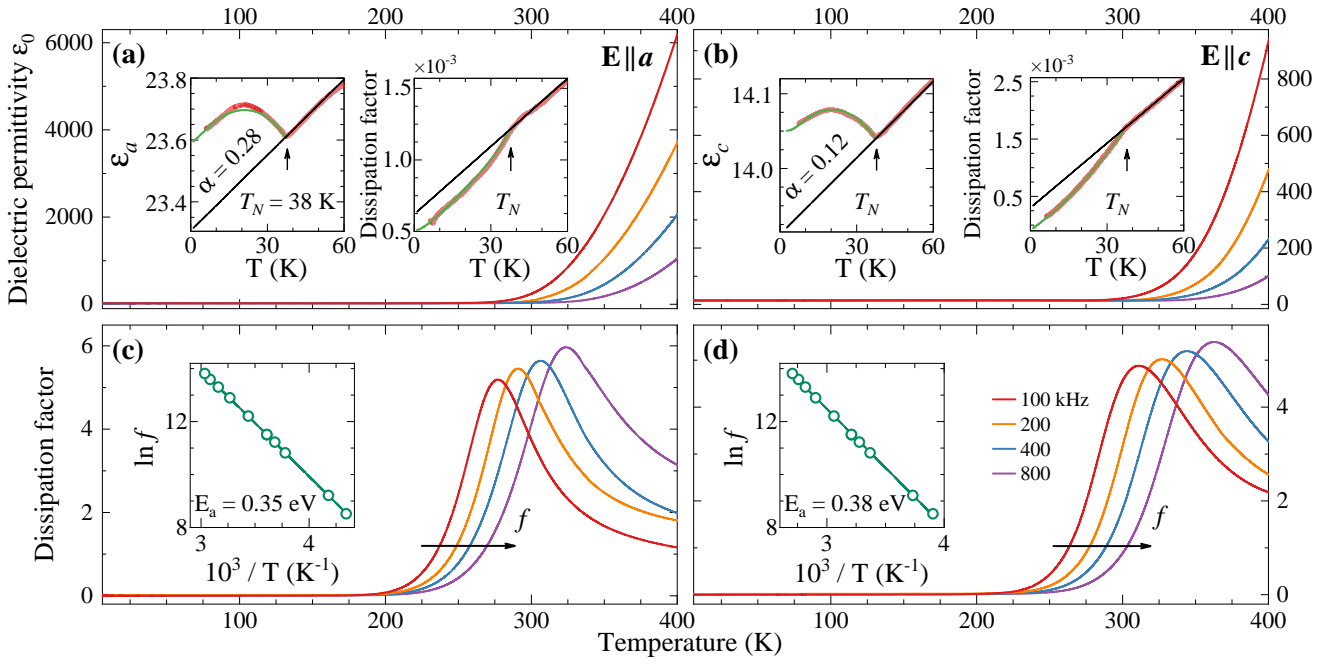 100 200 300 400 100 200 300 400
Dielectric permittivity ε0
6000
4000
2000
0
(a)
E∥a
23.8
23.6
23.4
εa
α = 0.28
TN = 38 K
0 30 60
T (K)
×10-3
1.5
1.0
0.5
Dissipation factor
TN
0 30 60
T (K)
(b)
E∥c
14.1
14.0
εc
α = 0.12
TN
0 30 60
T (K)
×10-3
2.5
1.5
0.5
Dissipation factor
TN
0 30 60
T (K)
800
600
400
200
0
Dissipation factor
6
4
2
0
(c)
12
8
ln f
Ea = 0.35 eV
3 4
10^3 / T (K-1)
f
(d)
12
8
ln f
Ea = 0.38 eV
3 4
10^3 / T (K-1)
100 kHz
200
400
800
f
4
2
0
100 200 300 400 100 200 300 400
Temperature (K)